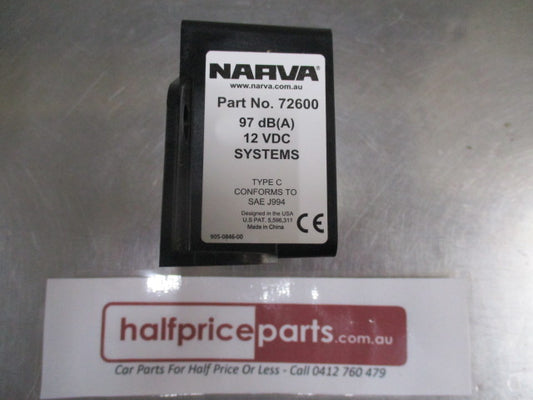 NARVA®
www.narva.com.au
Part No. 72600
97 dB(A)
12 VDC
SYSTEMS
TYPE C
CONFORMS TO
SAE J994
Designed in the USA
U.S PAT. 5,596,311
Made in China
905-0846-00
CE
halfpriceparts.com.au
Car Parts For Half Price Or Less - Call 0412 760 479